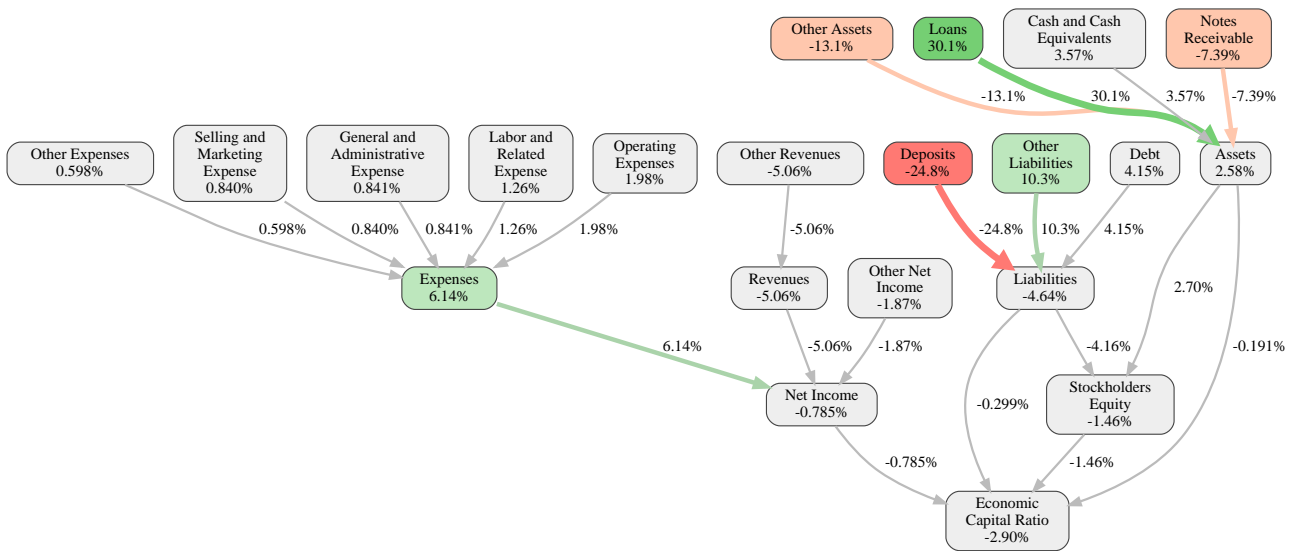 Other Assets
-13.1%
Loans
30.1%
Cash and Cash
Equivalents
3.57%
Notes
Receivable
-7.39%
-13.1%
30.1%
3.57%
-7.39%
Other Expenses
0.598%
Selling and
Marketing
Expense
0.840%
General and
Administrative
Expense
0.841%
Labor and
Related
Expense
1.26%
Operating
Expenses
1.98%
Other Revenues
-5.06%
Deposits
-24.8%
Other
Liabilities
10.3%
Debt
4.15%
Assets
2.58%
0.598%
0.840%
0.841%
1.26%
1.98%
-5.06%
-24.8%
10.3%
4.15%
Expenses
6.14%
Revenues
-5.06%
Other Net
Income
-1.87%
Liabilities
-4.64%
2.70%
6.14%
-5.06%
-1.87%
-4.16%
-0.191%
Net Income
-0.785%
-0.299%
Stockholders
Equity
-1.46%
-0.785%
-1.46%
Economic
Capital Ratio
-2.90%